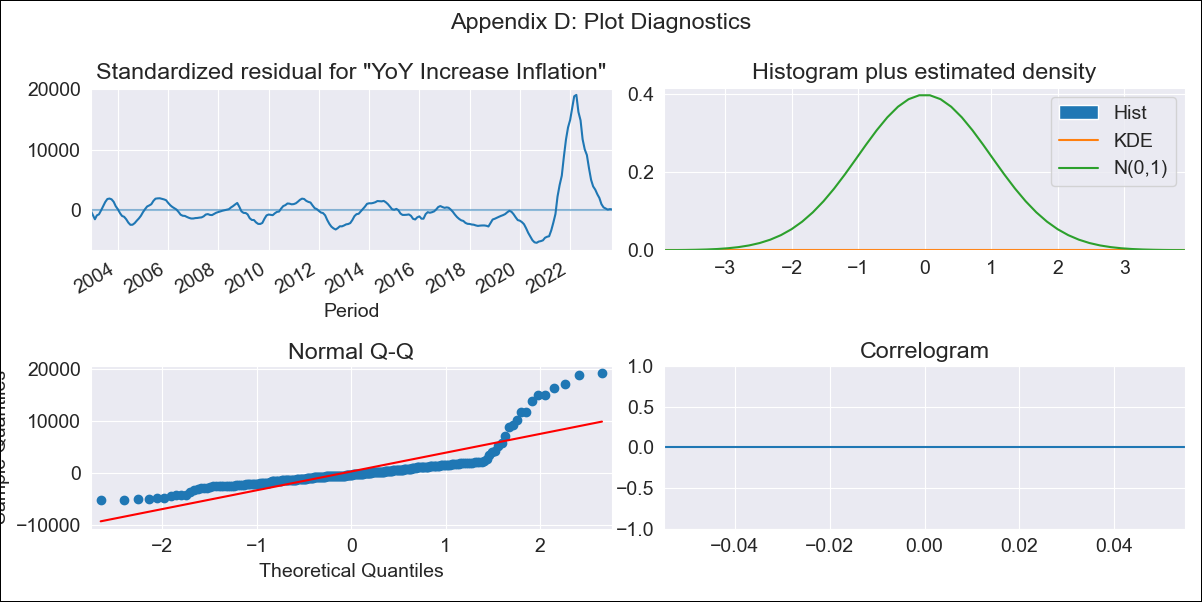 Appendix D: Plot Diagnostics
Standardized residual for "YoY Increase Inflation"
20000
10000
0
2004 2006 2008 2010 2012 2014 2016 2018 2020 2022
Period
Histogram plus estimated density
0.4
0.2
0.0
Hist
KDE
N(0,1)
−3 −2 −1 0 1 2 3
Normal Q-Q
20000
10000
0
−10000
−2 −1 0 1 2
Theoretical Quantiles
Correlogram
1.0
0.5
0.0
−0.5
−1.0
−0.04 −0.02 0.00 0.02 0.04